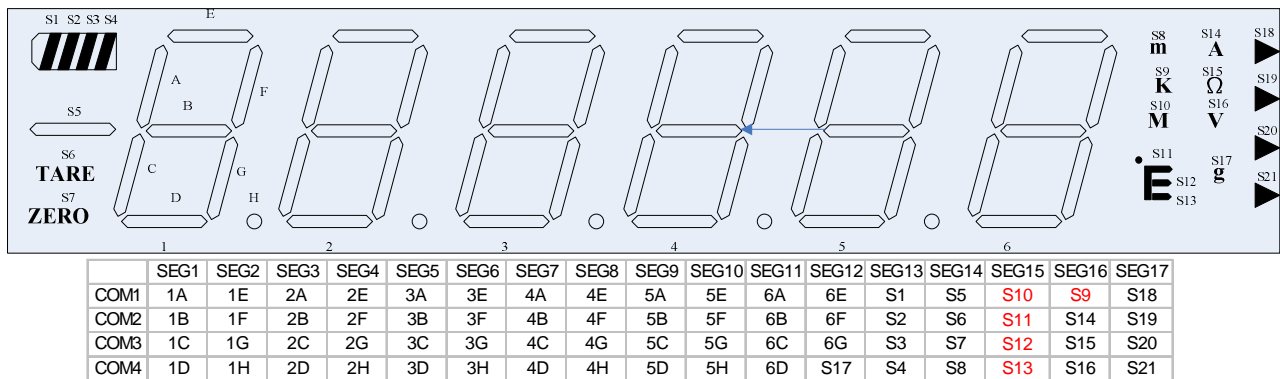 S1 S2 S3 S4
E
S8
S14
S18
m
A
A
F
B
S9
S15
S19
K
Ω
S5
S10
S16
M
V
S20
S6
TARE
C
G
S11
S17
E
g
S12
S21
S7
ZERO
D
H
S13
1 2 3 4 5 6
SEG1 SEG2 SEG3 SEG4 SEG5 SEG6 SEG7 SEG8 SEG9 SEG10 SEG11 SEG12 SEG13 SEG14 SEG15 SEG16 SEG17
COM1 1A 1E 2A 2E 3A 3E 4A 4E 5A 5E 6A 6E S1 S5 S10 S9 S18
COM2 1B 1F 2B 2F 3B 3F 4B 4F 5B 5F 6B 6F S2 S6 S11 S14 S19
COM3 1C 1G 2C 2G 3C 3G 4C 4G 5C 5G 6C 6G S3 S7 S12 S15 S20
COM4 1D 1H 2D 2H 3D 3H 4D 4H 5D 5H 6D S17 S4 S8 S13 S16 S21